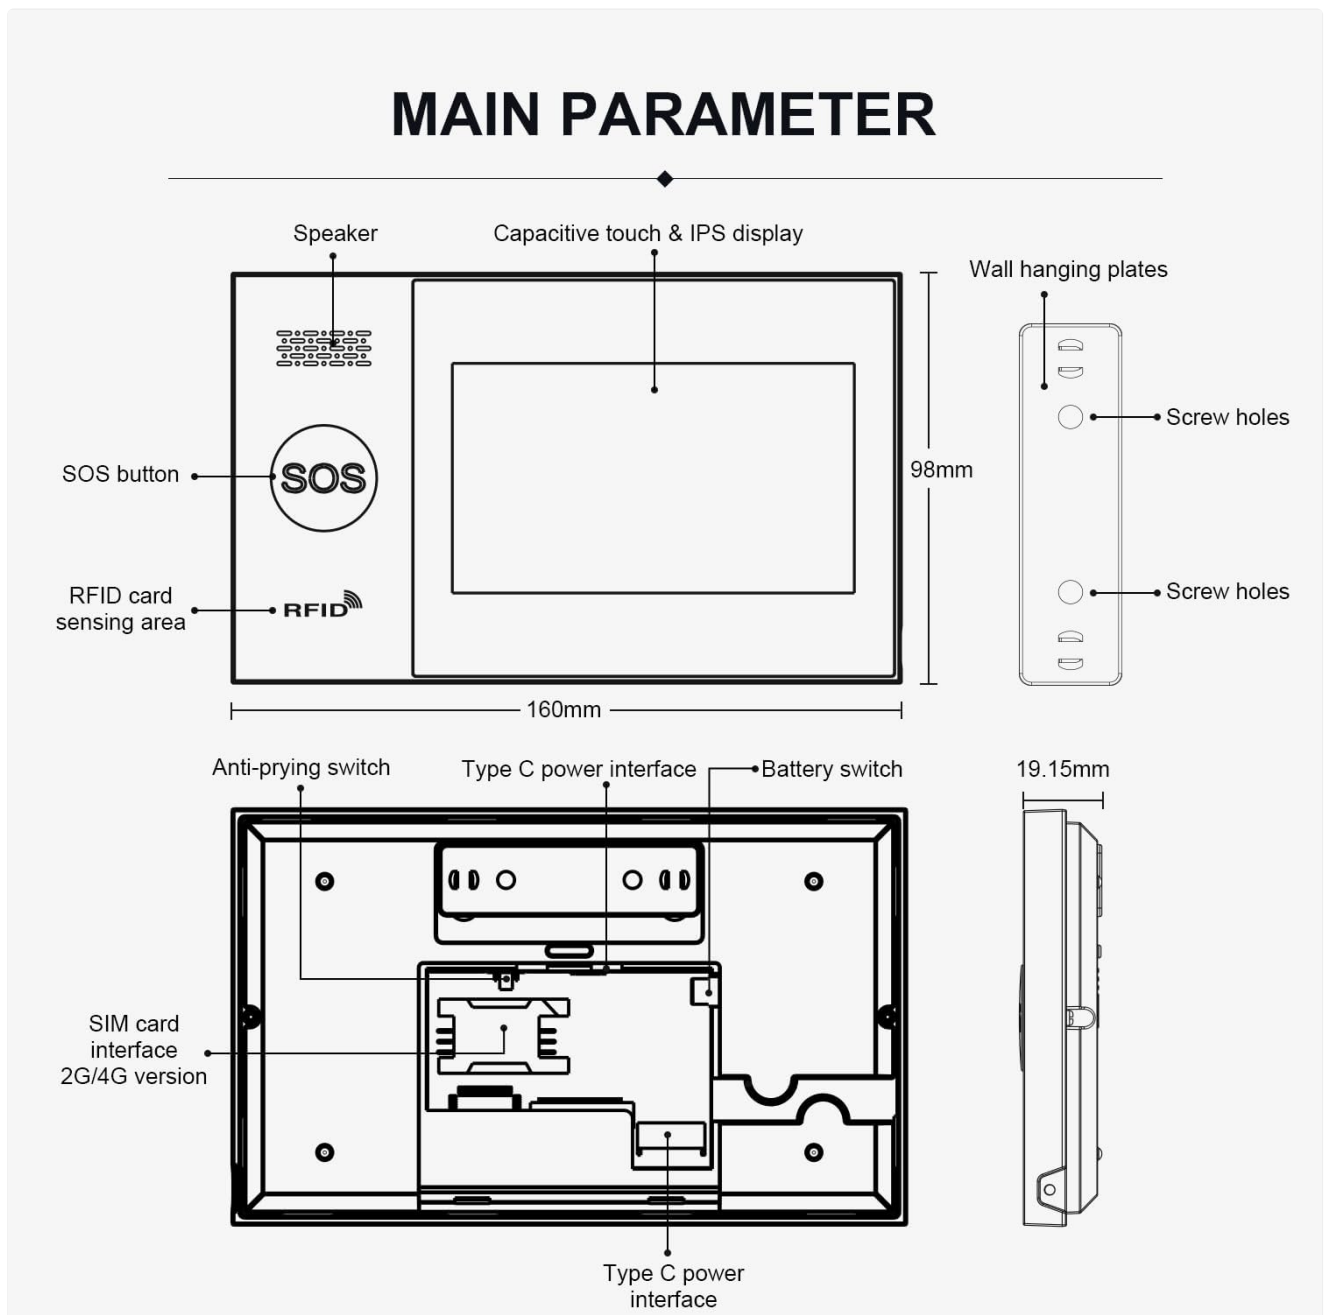 MAIN PARAMETER
Speaker
Capacitive touch & IPS display
Wall hanging plates
Screw holes
SOS button
SOS
98mm
RFID card
sensing area
RFID
Screw holes
160mm
Anti-prying switch
Type C power interface
Battery switch
19.15mm
SIM card
interface
2G/4G version
Type C power
interface